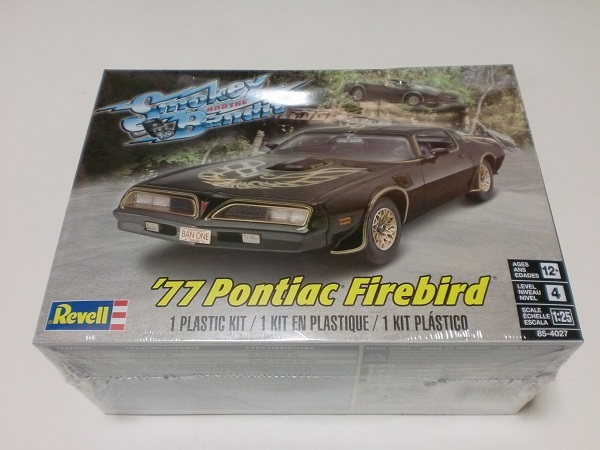 Smokey
AND THE
Bandit
BAN ONE
'77 Pontiac Firebird®
Revell
1 PLASTIC KIT / 1 KIT EN PLASTIQUE / 1 KIT PLÁSTICO
AGES
ANS
EDADES
12+
LEVEL
NIVEAU
NIVEL
4
SCALE
ÉCHELLE
ESCALA
1:25
85-4027